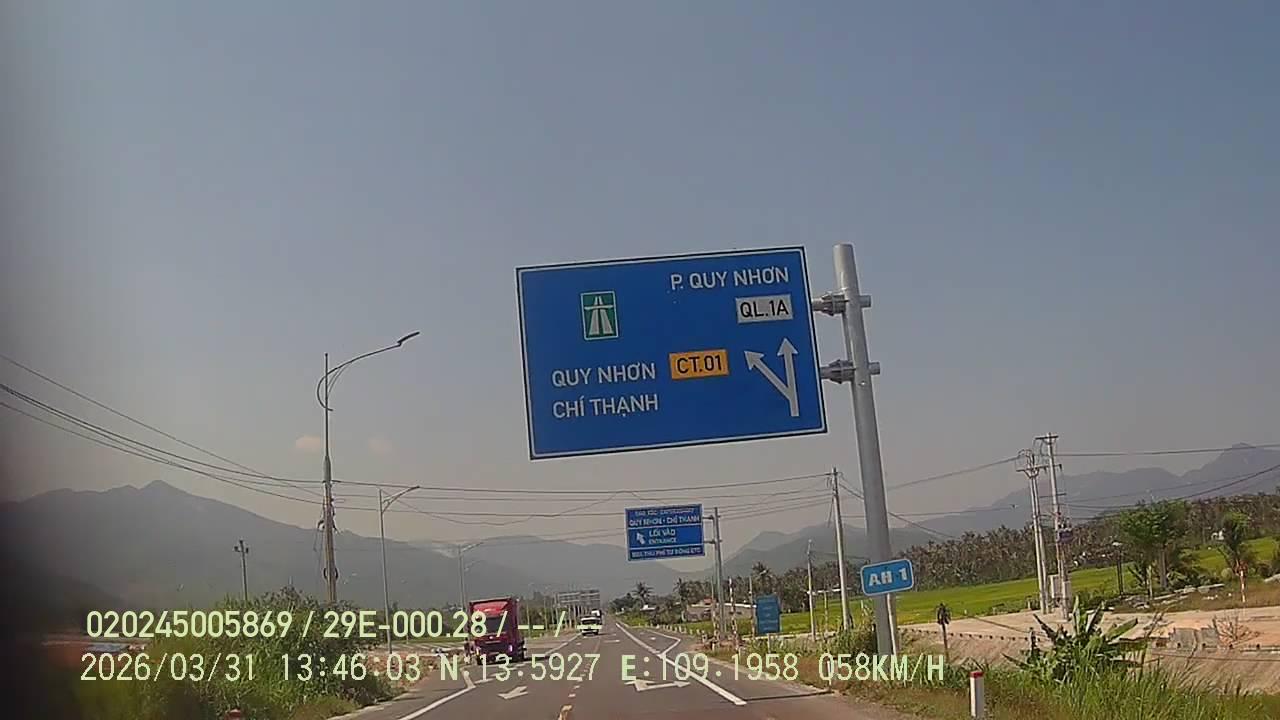 P. QUY NHƠN
QL.1A
QUY NHƠN CT.01
CHÍ THẠNH
QUY NHƠN - CHÍ THẠNH
LỐI VÀO
ENTRANCE
AH 1
020245005869 / 29E-000.28 / -- /
2026/03/31 13:46:03 N:13.5927 E:109.1958 058KM/H